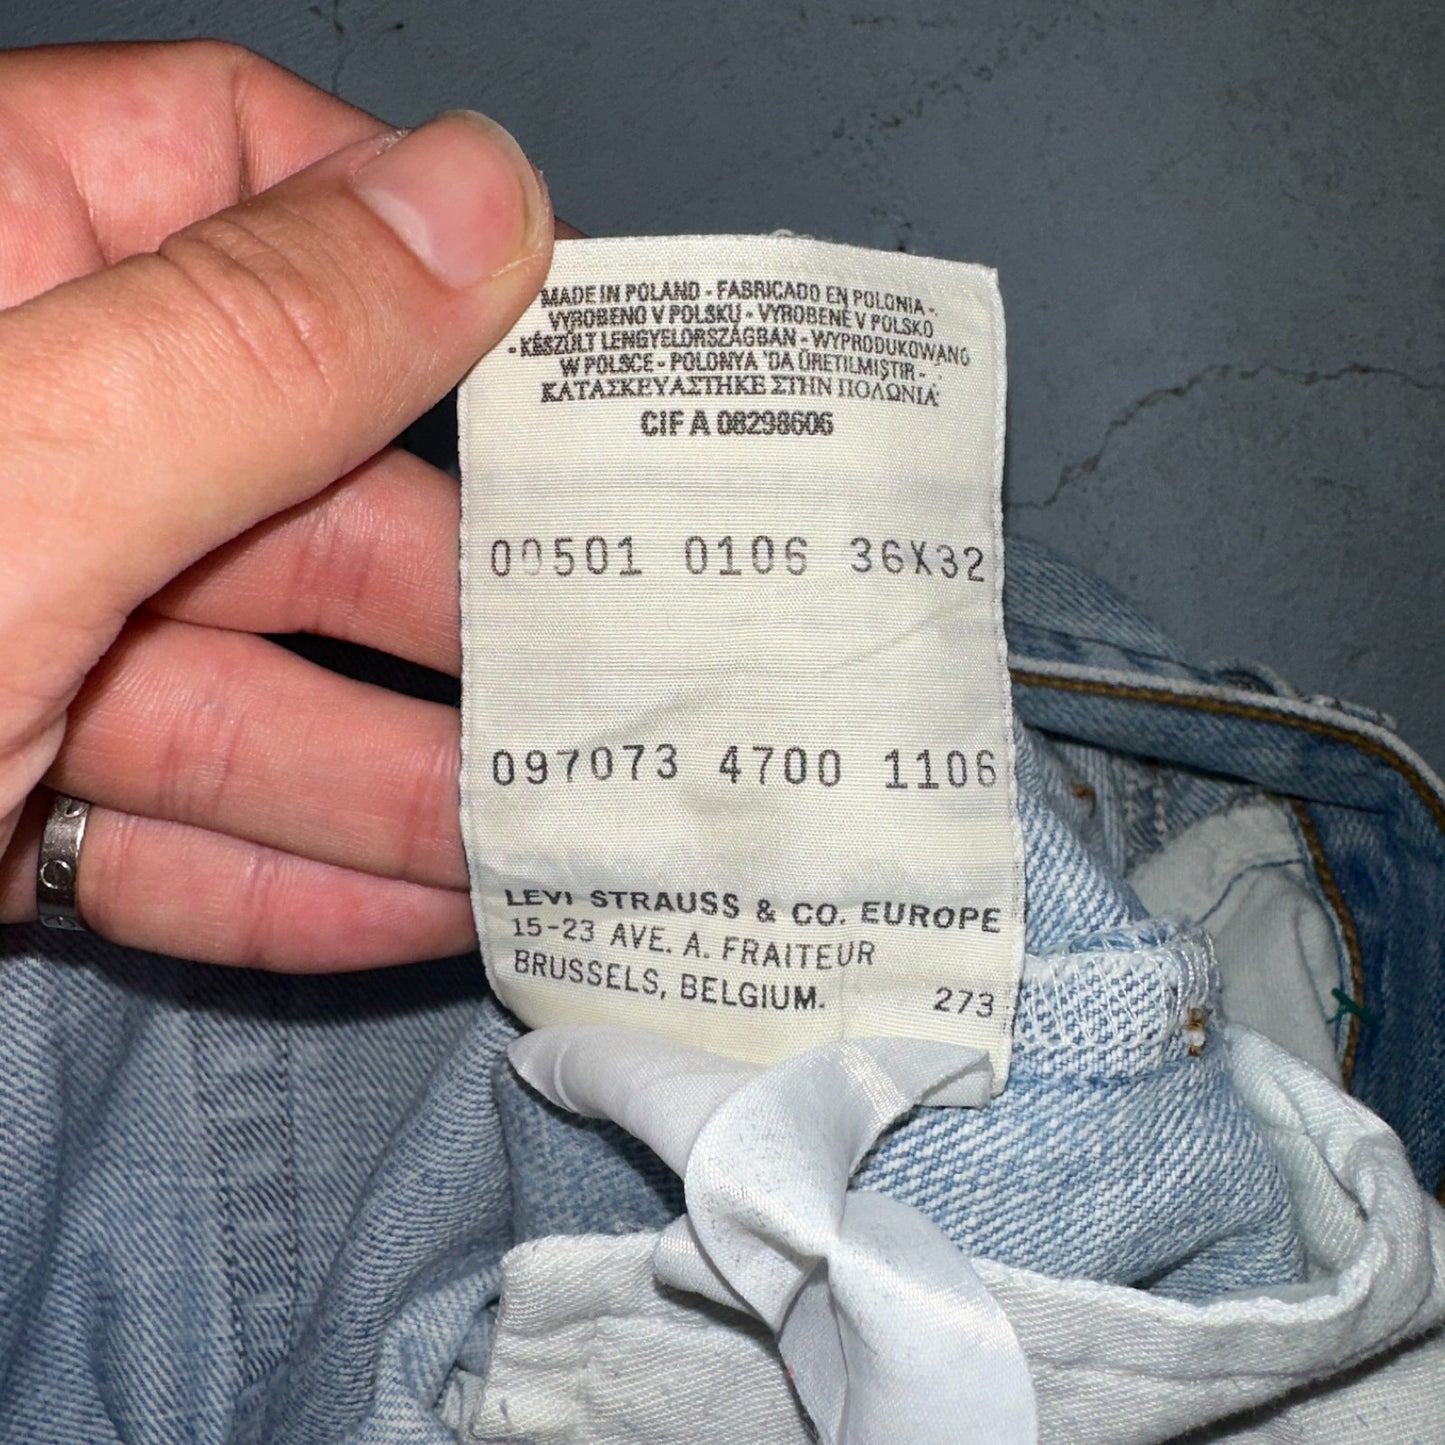 MADE IN POLAND - FABRICADO EN POLONIA -
VYROBENO V POLSKU - VYROBENÉ V POLSKO
- KÉSZÜLT LENGYELORSZÁGBAN - WYPRODUKOWANO
W POLSCE - POLONYA 'DA ÜRETILMIŞTIR -
ΚΑΤΑΣΚΕΥΑΣΤΗΚΕ ΣΤΗΝ ΠΟΛΩΝΙΑ
CIF A 08298606
00501 0106 36X32
097073 4700 1106
LEVI STRAUSS & CO. EUROPE
15-23 AVE. A. FRAITEUR
BRUSSELS, BELGIUM. 273